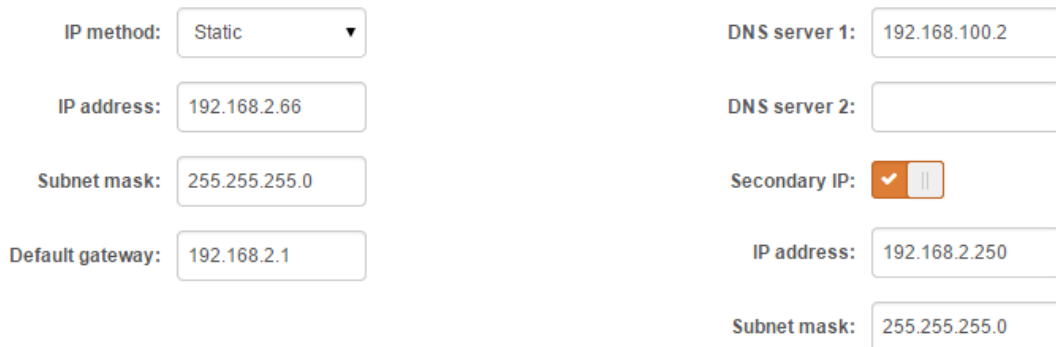 IP method: Static
IP address: 192.168.2.66
Subnet mask: 255.255.255.0
Default gateway: 192.168.2.1
DNS server 1: 192.168.100.2
DNS server 2:
Secondary IP:
IP address: 192.168.2.250
Subnet mask: 255.255.255.0